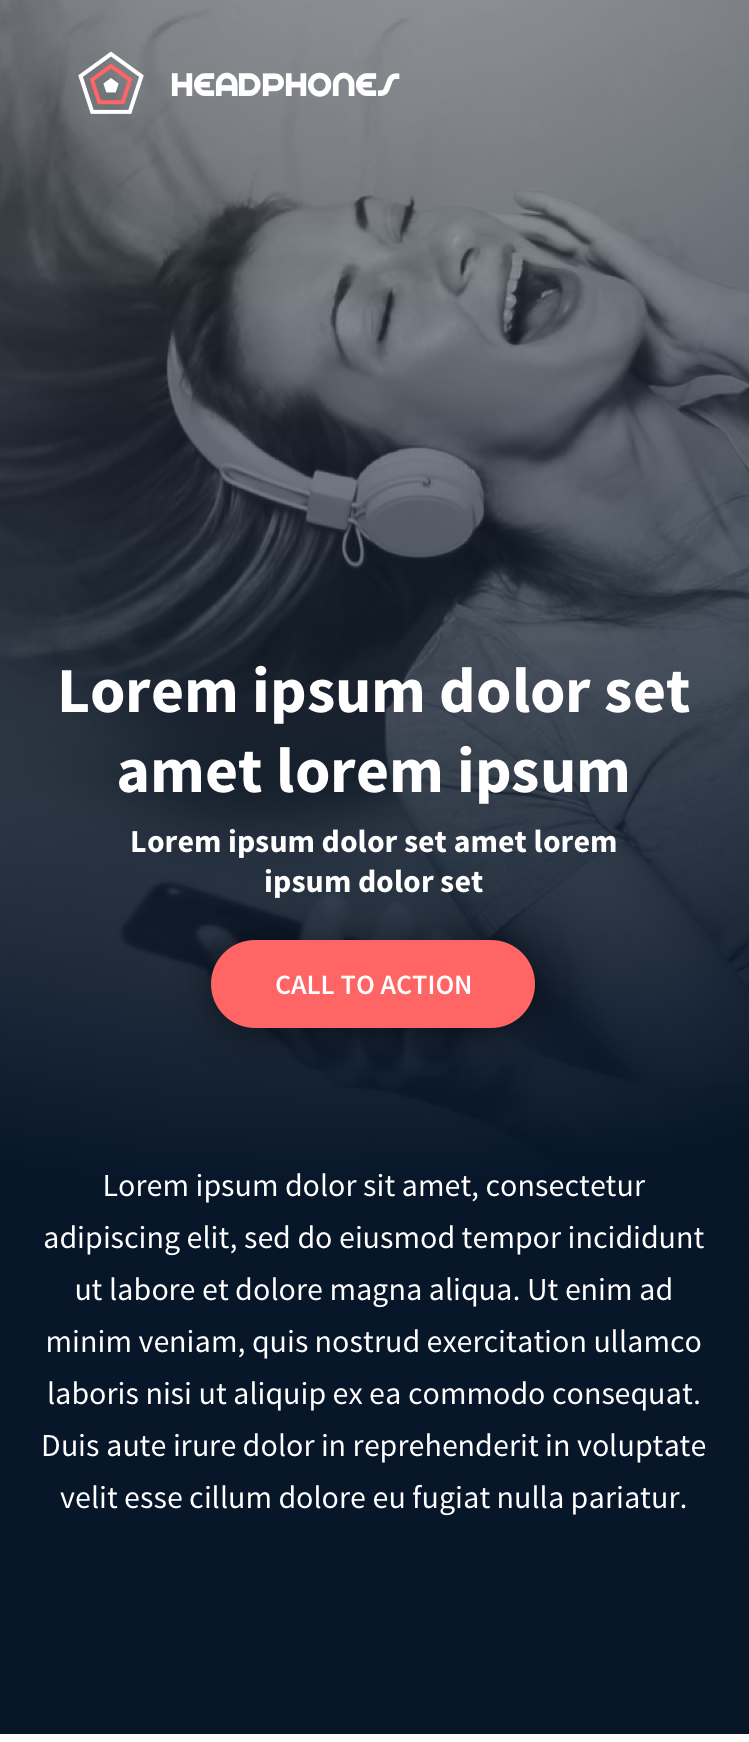 HEADPHONES
Lorem ipsum dolor set
amet lorem ipsum
Lorem ipsum dolor set amet lorem
ipsum dolor set
CALL TO ACTION
Lorem ipsum dolor sit amet, consectetur
adipiscing elit, sed do eiusmod tempor incididunt
ut labore et dolore magna aliqua. Ut enim ad
minim veniam, quis nostrud exercitation ullamco
laboris nisi ut aliquip ex ea commodo consequat.
Duis aute irure dolor in reprehenderit in voluptate
velit esse cillum dolore eu fugiat nulla pariatur.